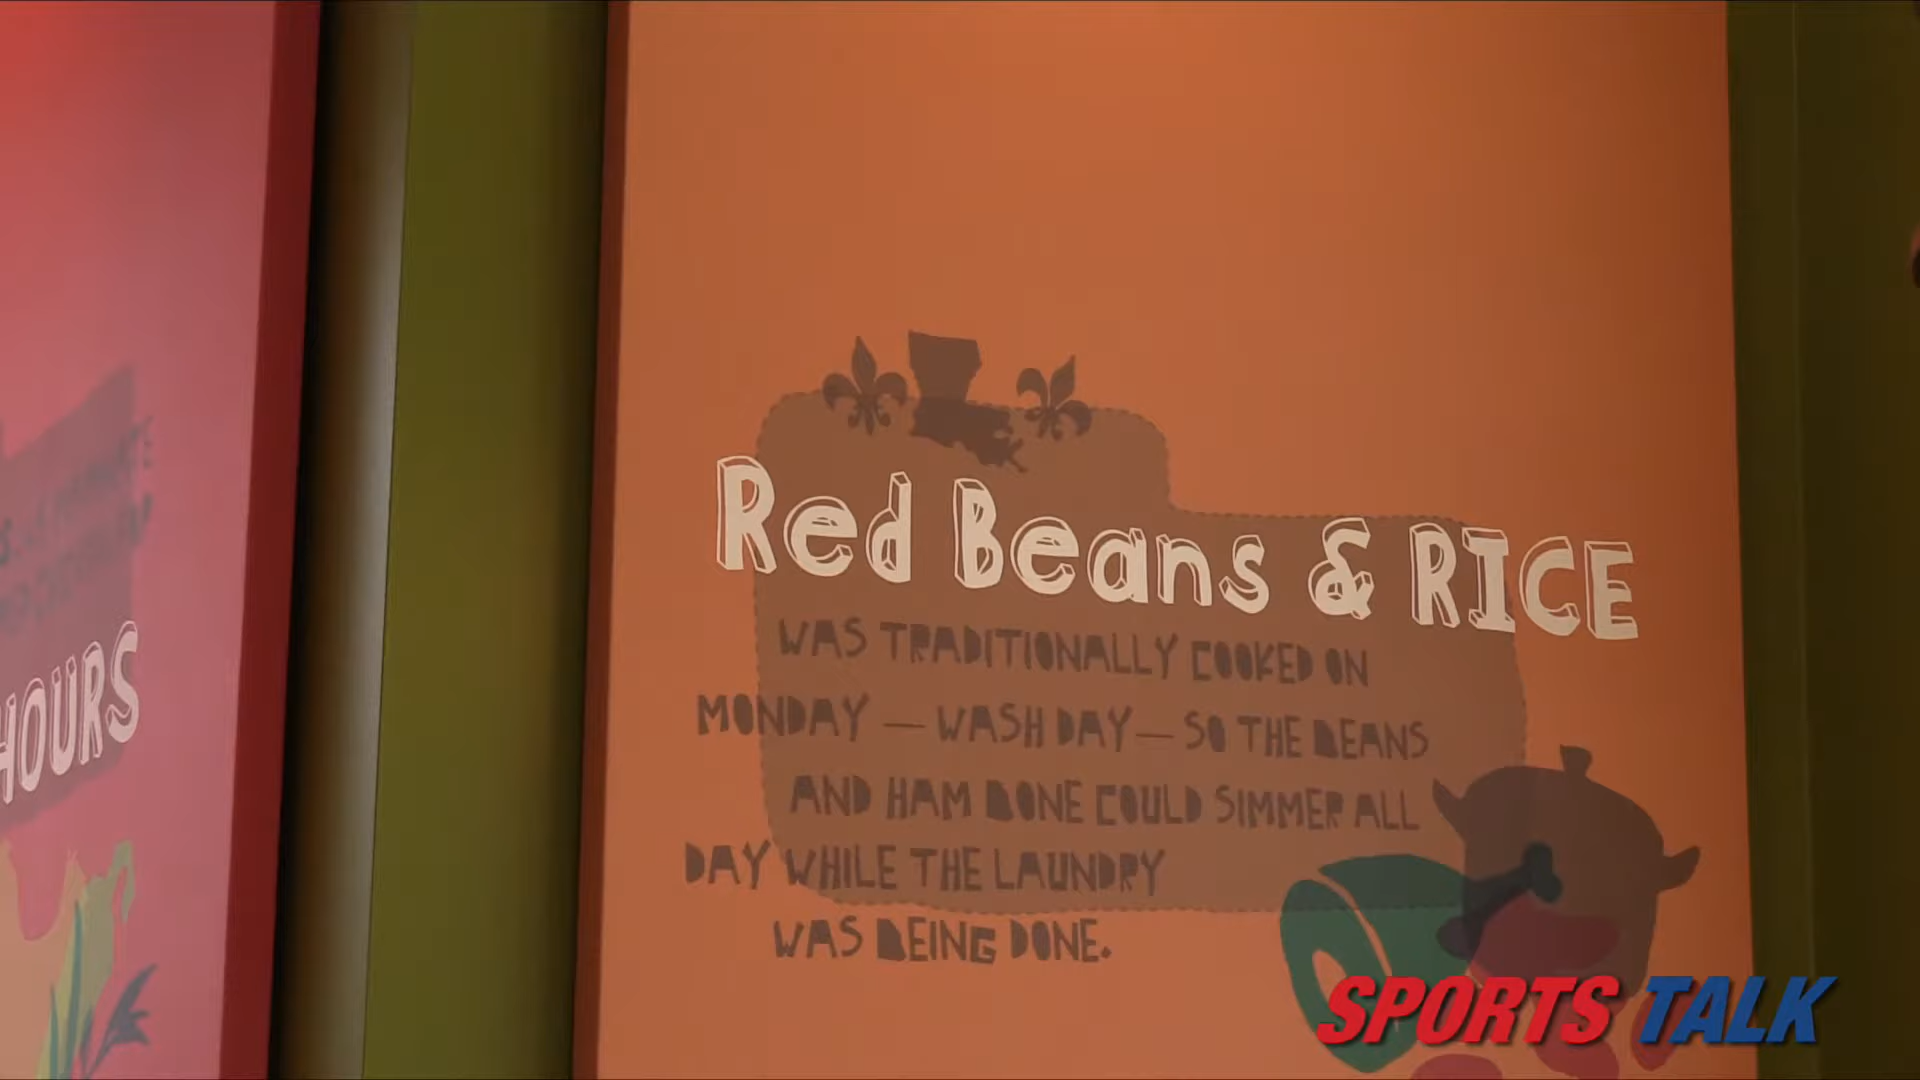 HOURS
Red Beans & RICE
WAS TRADITIONALLY COOKED ON
MONDAY — WASH DAY — SO THE BEANS
AND HAM BONE COULD SIMMER ALL
DAY WHILE THE LAUNDRY
WAS BEING DONE.
SPORTS TALK